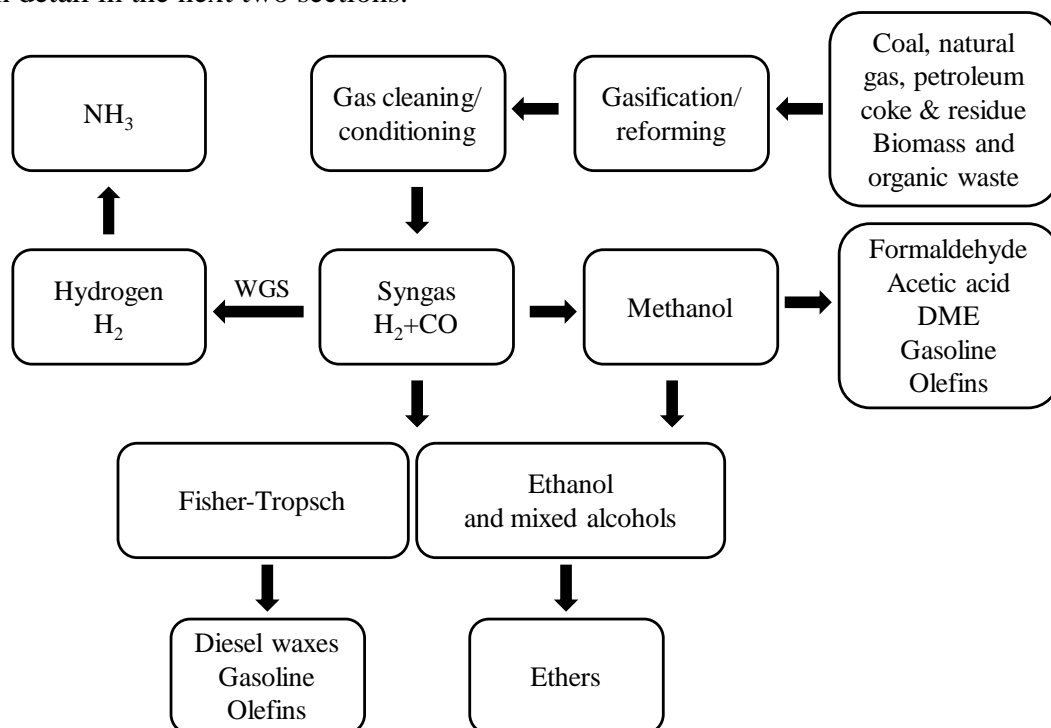 detail in the next two sections.
Coal, natural
gas, petroleum
coke & residue
Biomass and
organic waste
Gasification/
reforming
Gas cleaning/
conditioning
NH₃
Hydrogen
H₂
WGS
Syngas
H₂+CO
Methanol
Formaldehyde
Acetic acid
DME
Gasoline
Olefins
Fisher-Tropsch
Ethanol
and mixed alcohols
Diesel waxes
Gasoline
Olefins
Ethers